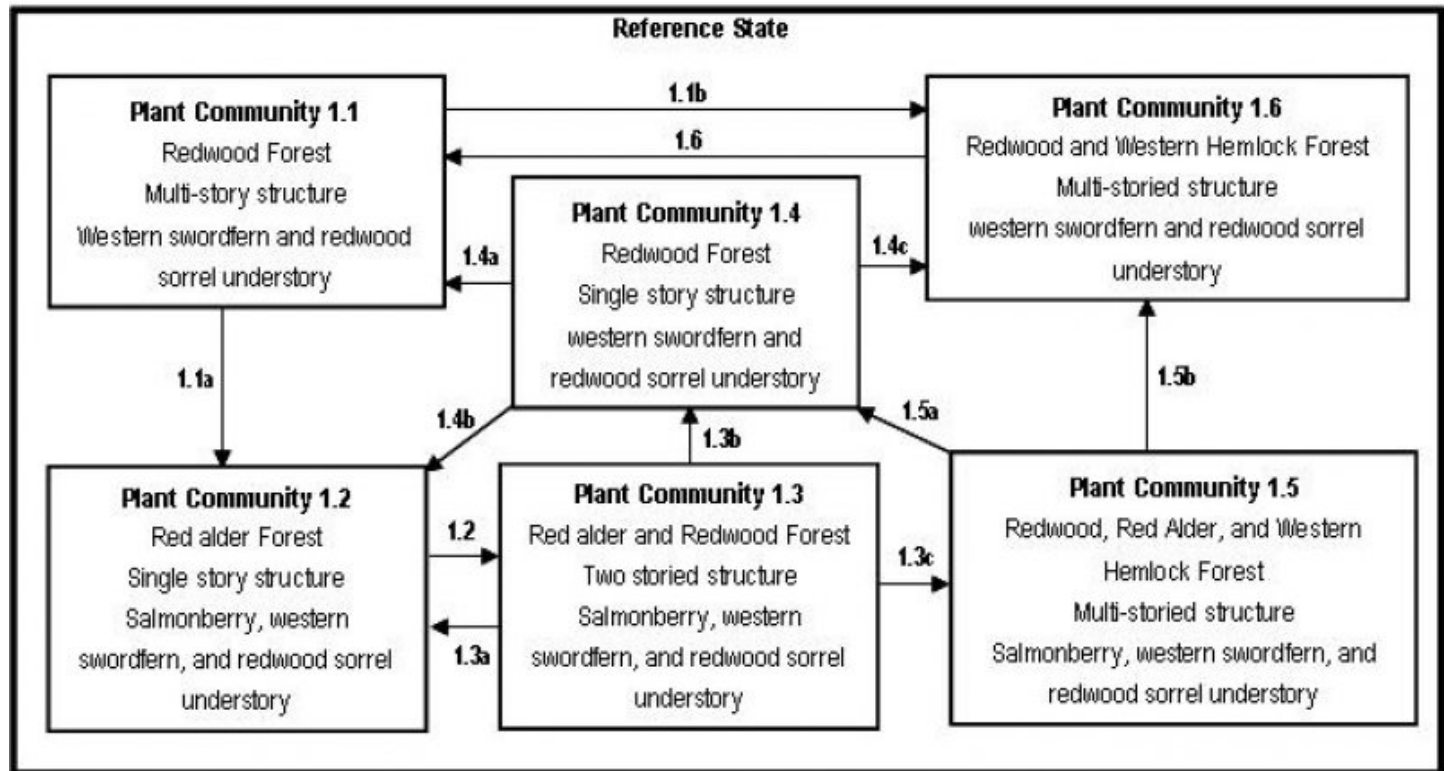 Reference State
Plant Community 1.1
Redwood Forest
Multi-story structure
Western swordfern and redwood
sorrel understory
1.1b
1.6
Plant Community 1.6
Redwood and Western Hemlock Forest
Multi-storied structure
western swordfern and redwood sorrel
understory
Plant Community 1.4
Redwood Forest
Single story structure
western swordfern and
redwood sorrel understory
1.4a
1.4c
1.1a
1.4b
1.3b
1.5a
1.5b
Plant Community 1.2
Red alder Forest
Single story structure
Salmonberry, western
swordfern, and redwood sorrel
understory
1.2
1.3a
Plant Community 1.3
Red alder and Redwood Forest
Two storied structure
Salmonberry, western
swordfern, and redwood sorrel
understory
1.3c
Plant Community 1.5
Redwood, Red Alder, and Western
Hemlock Forest
Multi-storied structure
Salmonberry, western swordfern, and
redwood sorrel understory